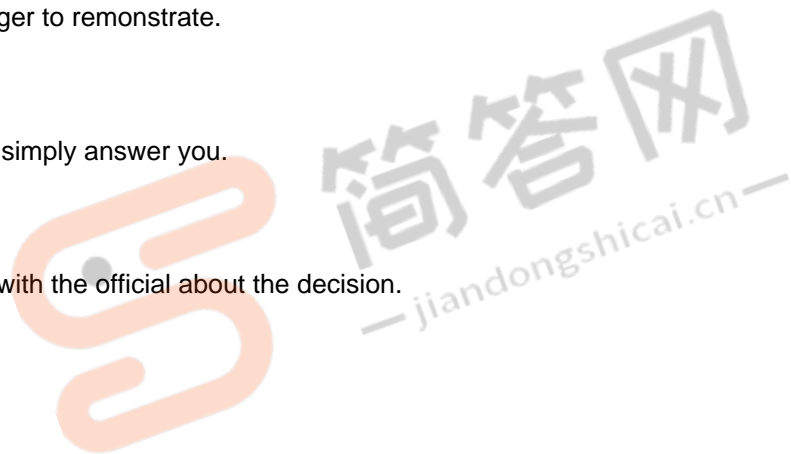 ger to remonstrate.
simply answer you.
with the official about the decision.
简答网
— jiandongshicai.cn —